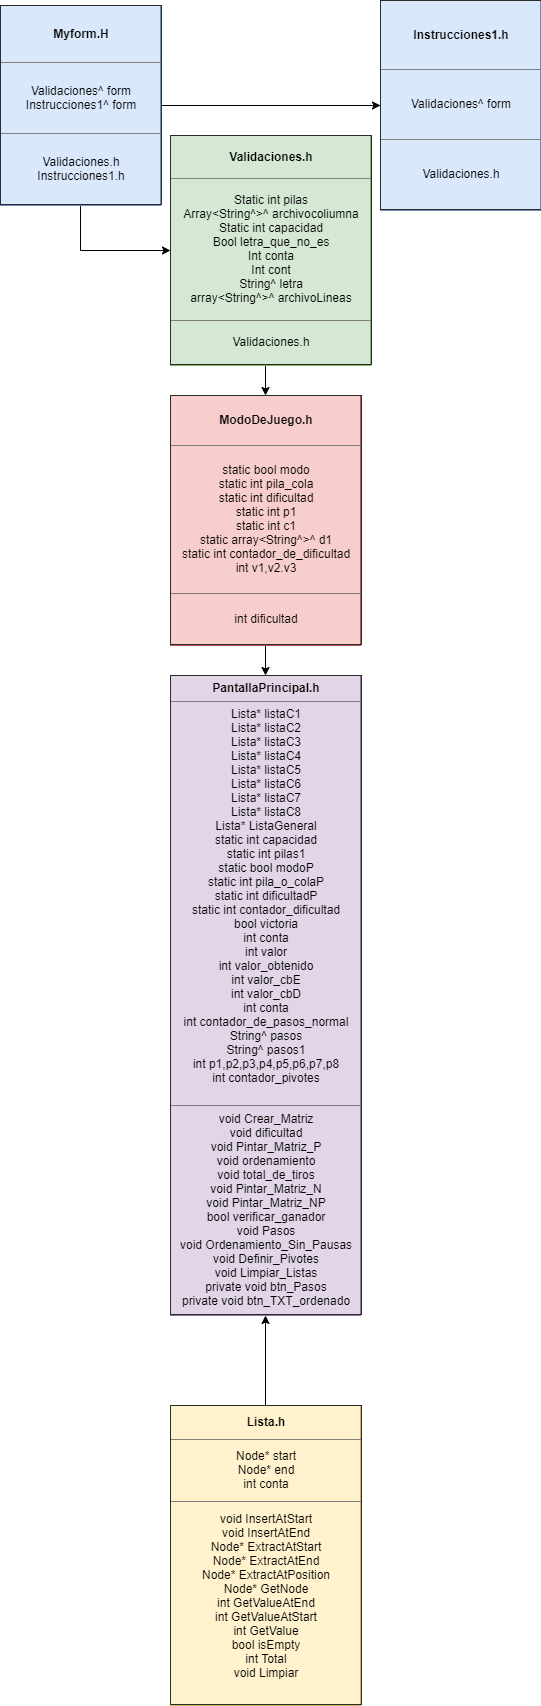 Myform.H
Validaciones^ form
Instrucciones1^ form
Validaciones.h
Instrucciones1.h
Instrucciones1.h
Validaciones^ form
Validaciones.h
Validaciones.h
Static int pilas
Array<String^>^ archivocoliumna
Static int capacidad
Bool letra_que_no_es
Int conta
Int cont
String^ letra
array<String^>^ archivoLineas
Validaciones.h
ModoDeJuego.h
static bool modo
static int pila_cola
static int dificultad
static int p1
static int c1
static array<String^>^ d1
static int contador_de_dificultad
int v1,v2.v3
int dificultad
PantallaPrincipal.h
Lista* listaC1
Lista* listaC2
Lista* listaC3
Lista* listaC4
Lista* listaC5
Lista* listaC6
Lista* listaC7
Lista* listaC8
Lista* ListaGeneral
static int capacidad
static int pilas1
static bool modoP
static int pila_o_colaP
static int dificultadP
static int contador_dificultad
bool victoria
int conta
int valor
int valor_obtenido
int valor_cbE
int valor_cbD
int conta
int contador_de_pasos_normal
String^ pasos
String^ pasos1
int p1,p2,p3,p4,p5,p6,p7,p8
int contador_pivotes
void Crear_Matriz
void dificultad
void Pintar_Matriz_P
void ordenamiento
void total_de_tiros
void Pintar_Matriz_N
void Pintar_Matriz_NP
bool verificar_ganador
void Pasos
void Ordenamiento_Sin_Pausas
void Definir_Pivotes
void Limpiar_Listas
private void btn_Pasos
private void btn_TXT_ordenado
Lista.h
Node* start
Node* end
int conta
void InsertAtStart
void InsertAtEnd
Node* ExtractAtStart
Node* ExtractAtEnd
Node* ExtractAtPosition
Node* GetNode
int GetValueAtEnd
int GetValueAtStart
int GetValue
bool isEmpty
int Total
void Limpiar